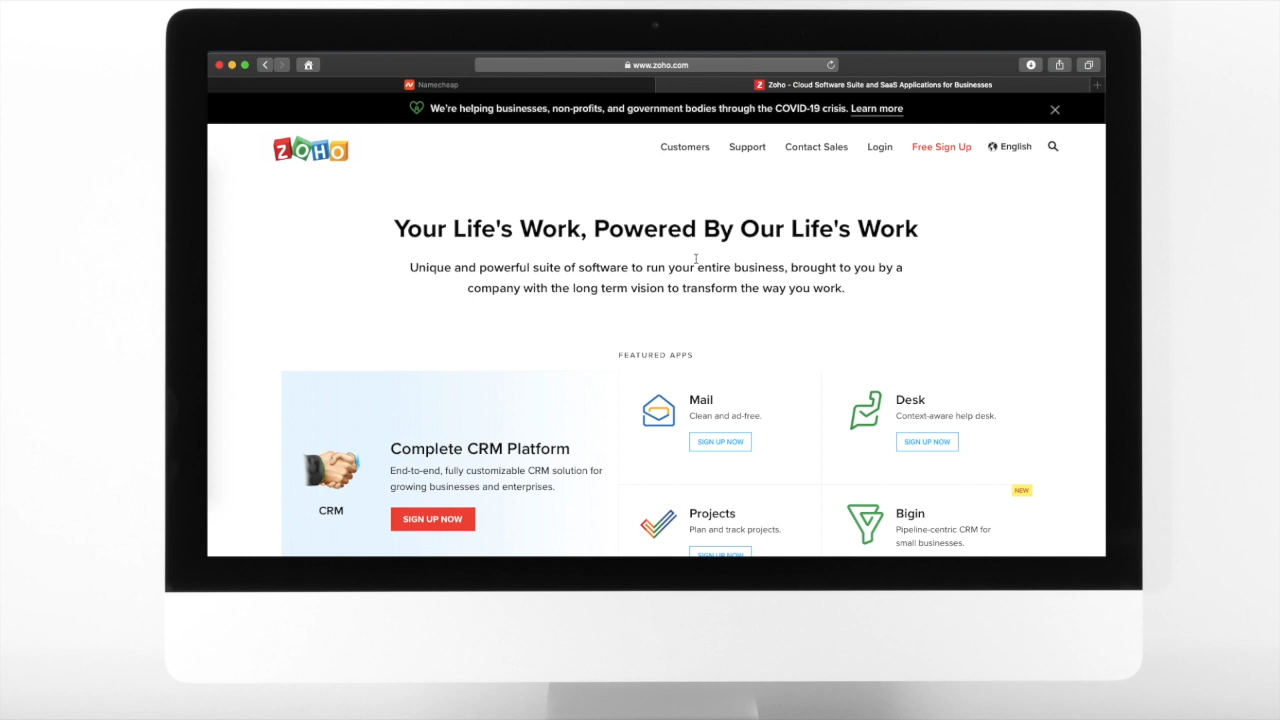 www.zoho.com
Namecheap
Zoho - Cloud Software Suite and SaaS Applications for Businesses
We're helping businesses, non-profits, and government bodies through the COVID-19 crisis. Learn more
ZOHO
Customers Support Contact Sales Login Free Sign Up English
Your Life's Work, Powered By Our Life's Work
Unique and powerful suite of software to run your entire business, brought to you by a
company with the long term vision to transform the way you work.
FEATURED APPS
CRM
Complete CRM Platform
End-to-end, fully customizable CRM solution for
growing businesses and enterprises.
SIGN UP NOW
Mail
Clean and ad-free.
SIGN UP NOW
Desk
Context-aware help desk.
SIGN UP NOW
Projects
Plan and track projects.
SIGN UP NOW
NEW
Bigin
Pipeline-centric CRM for
small businesses.